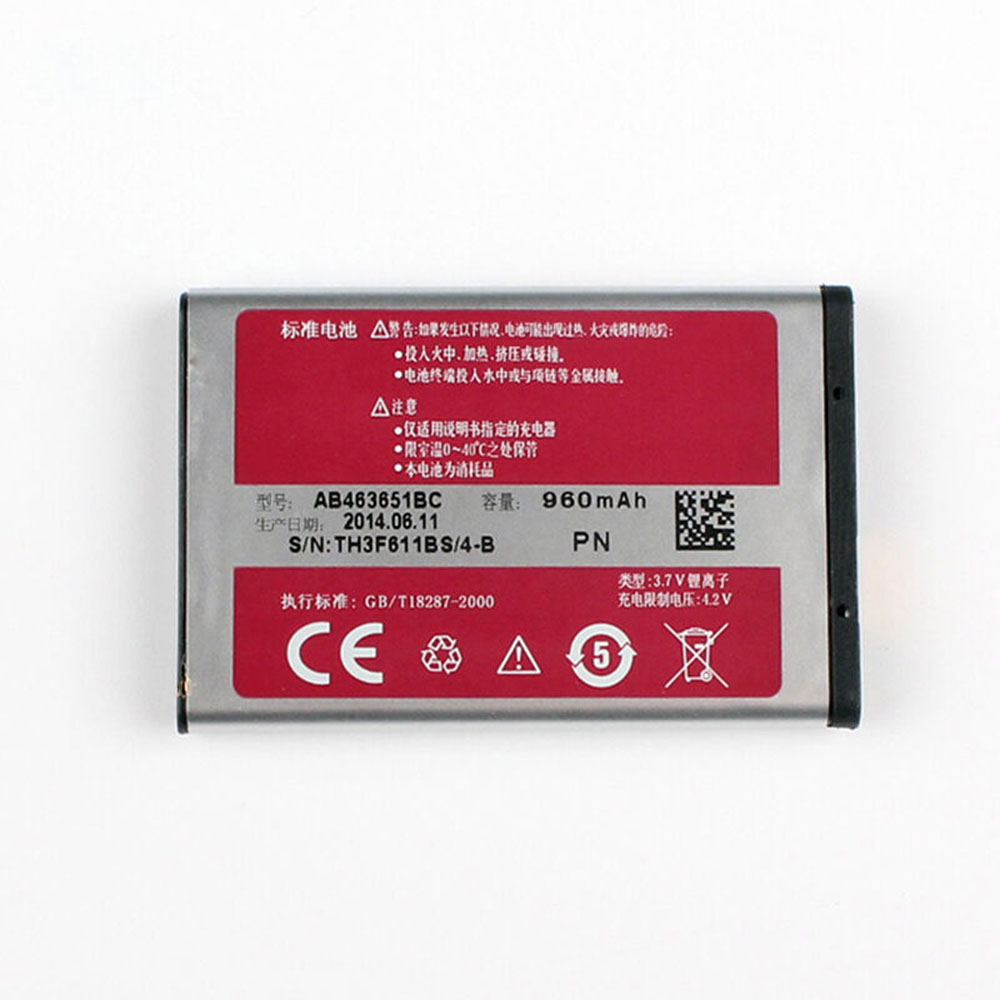 标准电池 警告:如果发生以下情况,电池可能出现过热、火灾或爆炸的危险:
•投入火中、加热、挤压或碰撞。
•电池终端投入水中或与项链等金属接触。
注意
•仅适用说明书指定的充电器
•限室温0~40℃之处保管
•本电池为消耗品
型号: AB463651BC 容量: 960mAh
生产日期: 2014.06.11
S/N:TH3F611BS/4-B PN
类型:3.7V锂离子
执行标准: GB/T18287-2000 充电限制电压:4.2V
CE 5